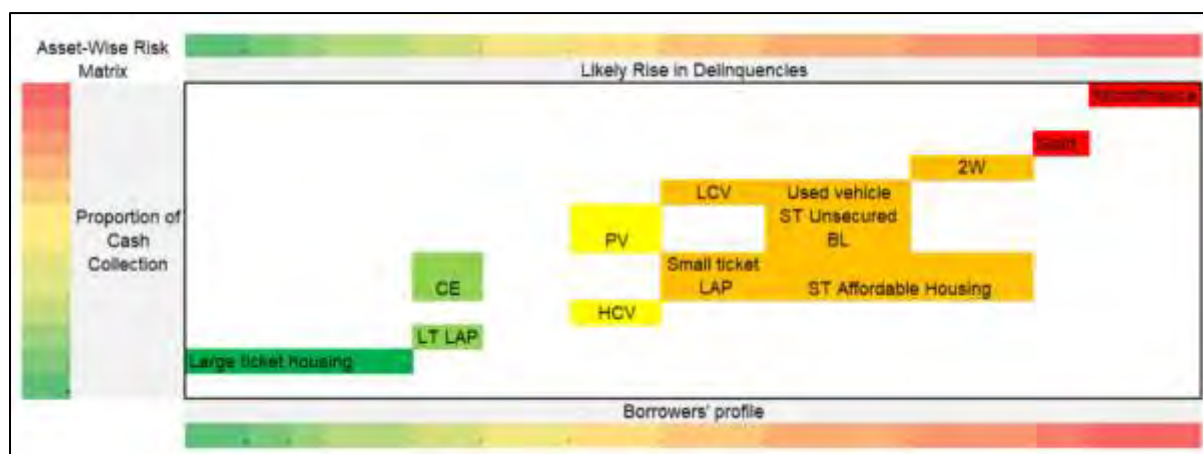 Asset-Wise Risk
Matrix
Likely Rise in Delinquencies
Microfinance
Gold
2W
LCV
Used vehicle
Proportion of
Cash
Collection
PV
ST Unsecured
BL
CE
Small ticket
LAP
ST Affordable Housing
HCV
LT LAP
Large ticket housing
Borrowers' profile